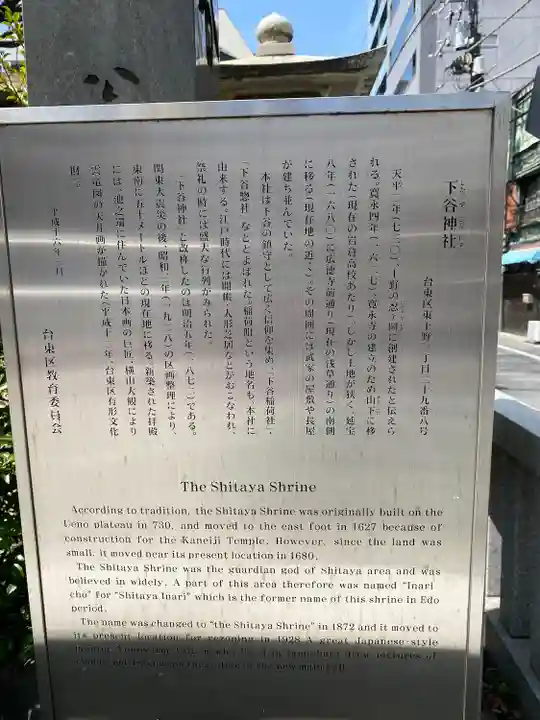 下谷神社
台東区東上野三丁目二十九番八号
天平二年(七三〇)、上野の忍ヶ岡に創建されたと伝えら
れる。寛永四年(一六二七)、寛永寺の建立のため山下に移
された(現在の岩倉高校あたり)。しかし土地が狭く、延宝
八年(一六八〇)に広徳寺前通り(現在の浅草通り)の南側
に移る(現在地の近く)。その周囲には武家の屋敷や長屋
が建ち並んでいた。
本社は下谷の鎮守として広く信仰を集め、「下谷稲荷社」、
「下谷惣社」などとよばれた。稲荷町という地名も、本社に
由来する。江戸時代には開帳、人形芝居などがおこなわれ、
祭礼の時には盛大な行列がみられた。
「下谷神社」と改称したのは明治五年(一八七二)である。
関東大震災の後、昭和三年(一九二八)の区画整理により、
東南に五十メートルほどの現在地に移る。新築された拝殿
には、池之端に住んでいた日本画の巨匠、横山大観により
雲竜図の天井画が描かれた(平成十一年、台東区有形文化
財)。
平成十六年三月
台東区教育委員会
The Shitaya Shrine
According to tradition, the Shitaya Shrine was originally built on the
Ueno plateau in 730, and moved to the east foot in 1627 because of
construction for the Kaneiji Temple. However, since the land was
small, it moved near its present location in 1680.
The Shitaya Shrine was the guardian god of Shitaya area and was
believed in widely. A part of this area therefore was named "Inari
cho" for "Shitaya Inari" which is the former name of this shrine in Edo
period.
The name was changed to "the Shitaya Shrine" in 1872 and it moved to
its present location for rezoning in 1928 A great Japanese-style